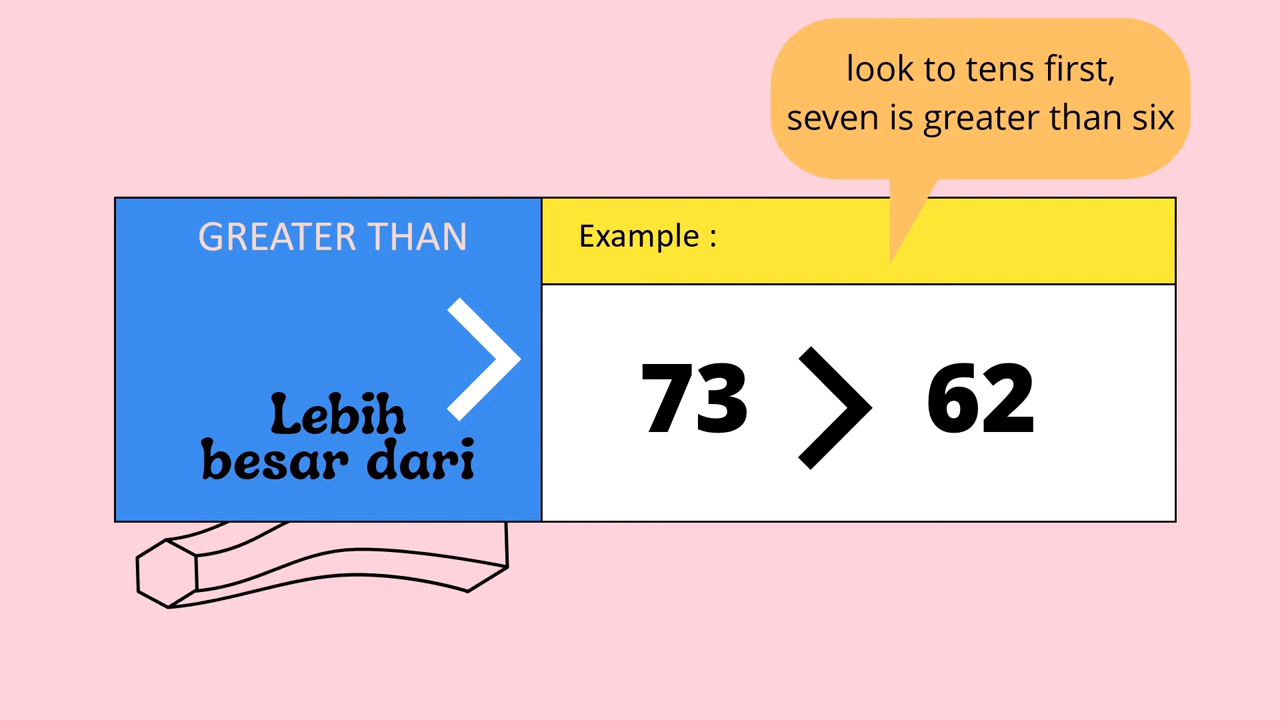 look to tens first,
seven is greater than six
GREATER THAN
>
Lebih
besar dari
Example :
73 > 62